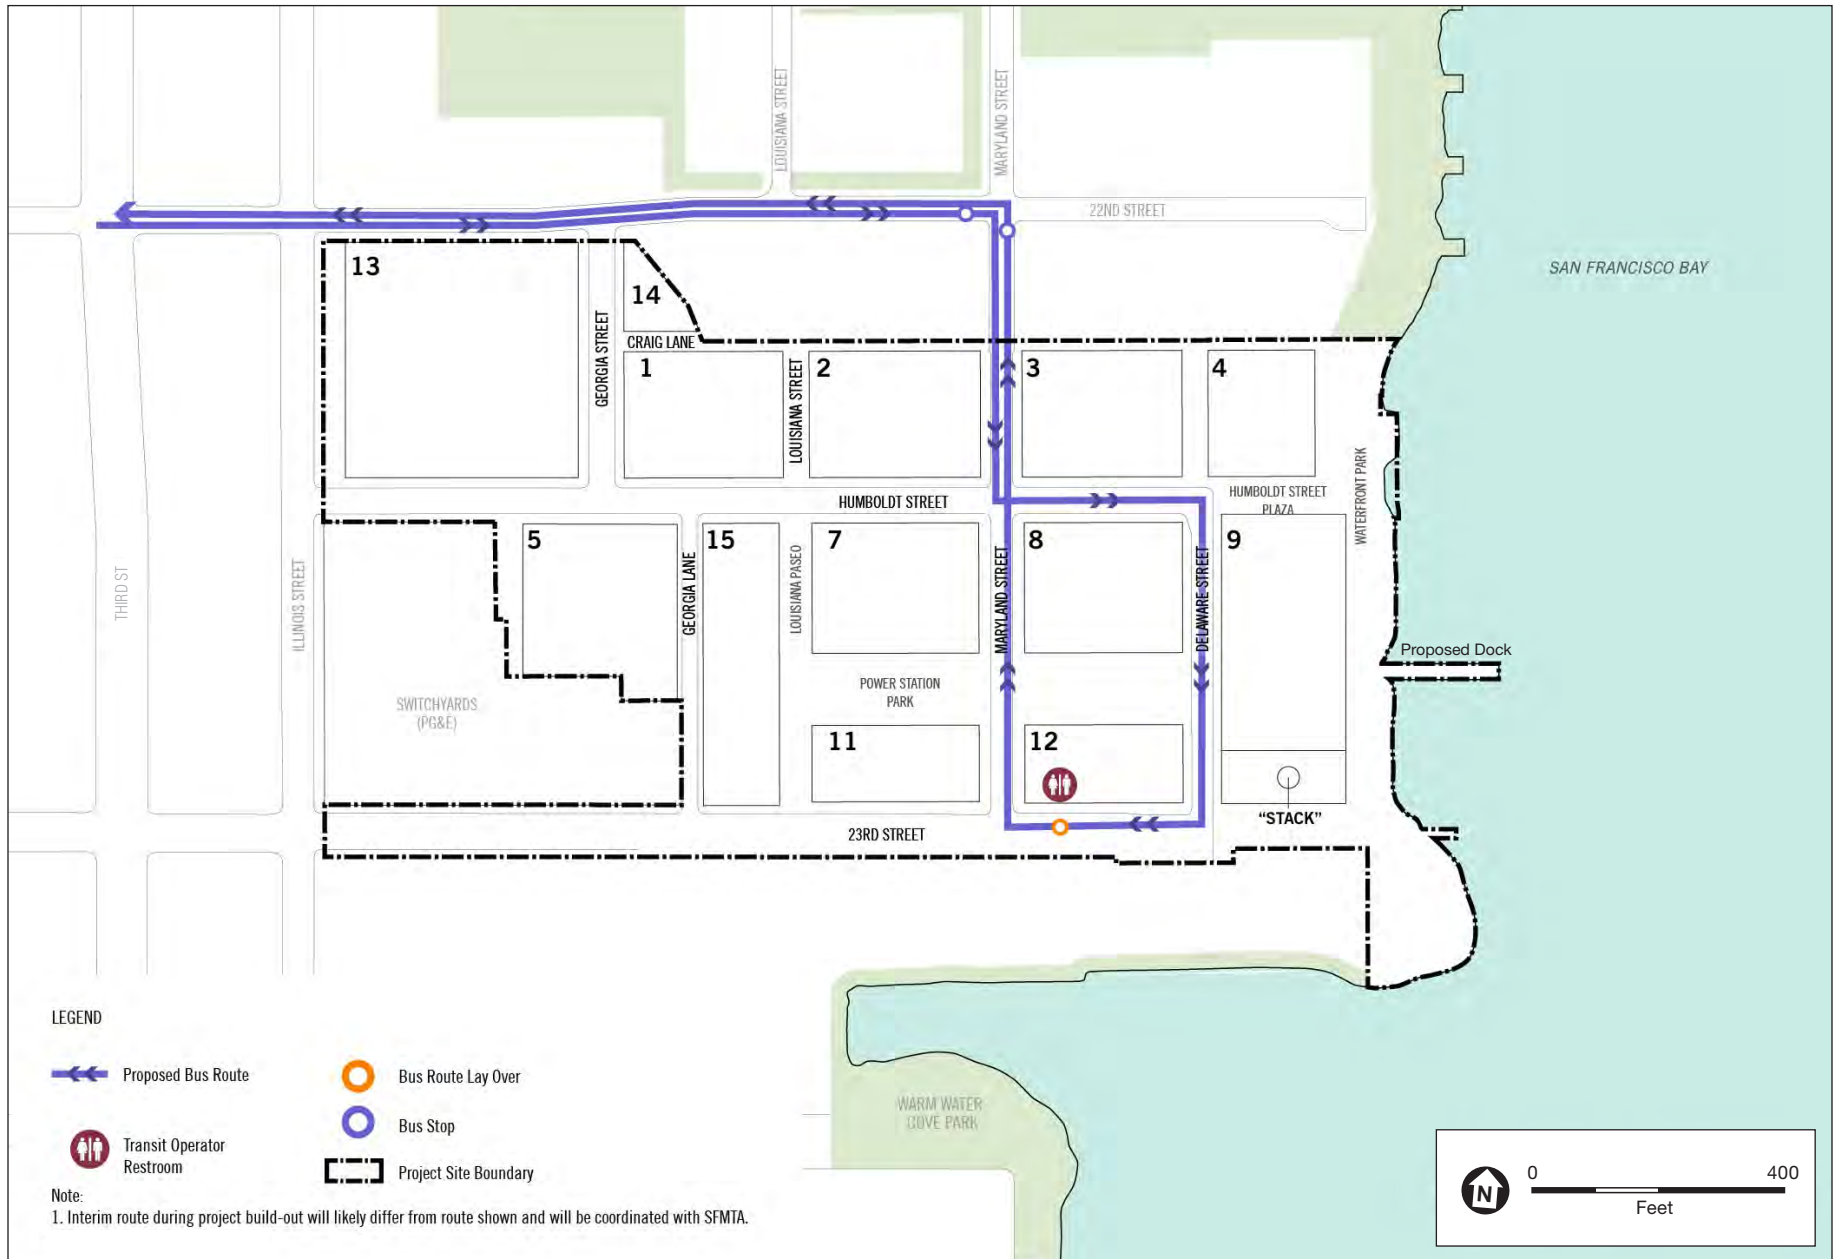 LOUISIANA STREET
MARYLAND STREET
22ND STREET
SAN FRANCISCO BAY
13
14
GEORGIA STREET
CRAIG LANE
1
LOUISIANA STREET
2
3
4
HUMBOLDT STREET
HUMBOLDT STREET
PLAZA
WATERFRONT PARK
THIRD ST
ILLINOIS STREET
5
GEORGIA LANE
15
LOUISIANA PASEO
7
MARYLAND STREET
8
DELAWARE STREET
9
Proposed Dock
SWITCHYARDS
(PG&E)
POWER STATION
PARK
11
12
"STACK"
23RD STREET
WARM WATER
COVE PARK
LEGEND
Proposed Bus Route
Transit Operator
Restroom
Bus Route Lay Over
Bus Stop
Project Site Boundary
Note:
1. Interim route during project build-out will likely differ from route shown and will be coordinated with SFMTA.
N
0 400
Feet